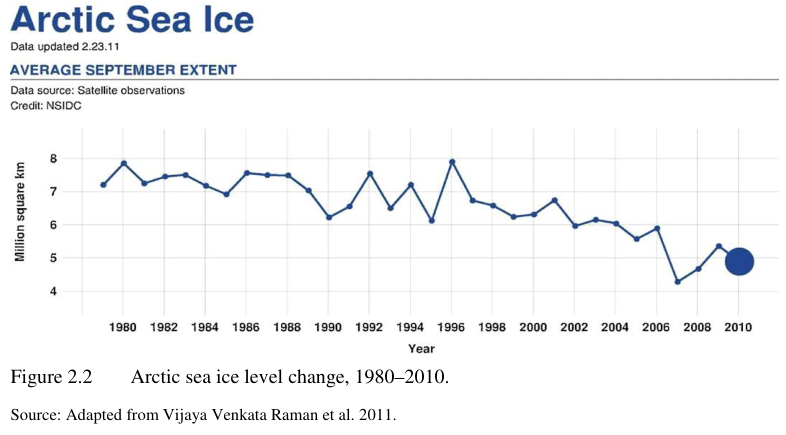 Arctic Sea Ice
Data updated 2.23.11
AVERAGE SEPTEMBER EXTENT
Data source: Satellite observations
Credit: NSIDC
Million square km
8
7
6
5
4
1980 1982 1984 1986 1988 1990 1992 1994 1996 1998 2000 2002 2004 2006 2008 2010
Year
Figure 2.2 Arctic sea ice level change, 1980–2010.
Source: Adapted from Vijaya Venkata Raman et al. 2011.